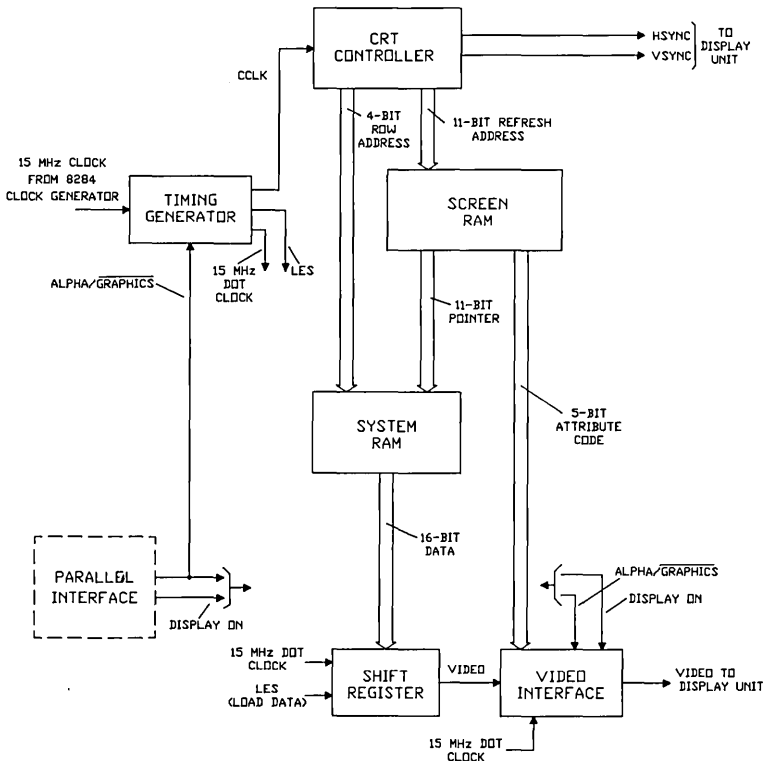 CRT
CONTROLLER
HSYNC
VSYNC
TO
DISPLAY
UNIT
CCLK
4-BIT
ROW
ADDRESS
11-BIT REFRESH
ADDRESS
15 MHz CLOCK
FROM 8284
CLOCK GENERATOR
TIMING
GENERATOR
SCREEN
RAM
15 MHz
DOT
CLOCK
LES
ALPHA/GRAPHICS
11-BIT
POINTER
SYSTEM
RAM
5-BIT
ATTRIBUTE
CODE
16-BIT
DATA
PARALLEL
INTERFACE
DISPLAY ON
ALPHA/GRAPHICS
DISPLAY ON
15 MHz DOT
CLOCK
LES
(LOAD DATA)
SHIFT
REGISTER
VIDEO
VIDEO
INTERFACE
VIDEO TO
DISPLAY UNIT
15 MHz DOT
CLOCK